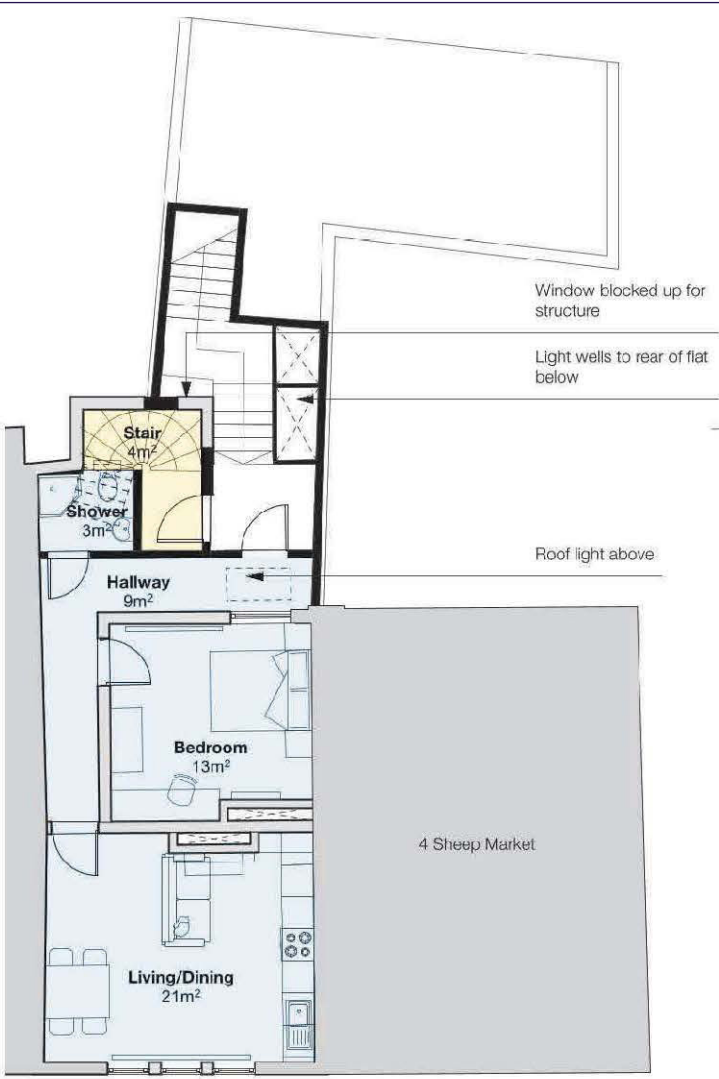 Window blocked up for
structure
Light wells to rear of flat
below
Stair
4m²
Shower
3m²
Roof light above
Hallway
9m²
Bedroom
13m²
4 Sheep Market
Living/Dining
21m²